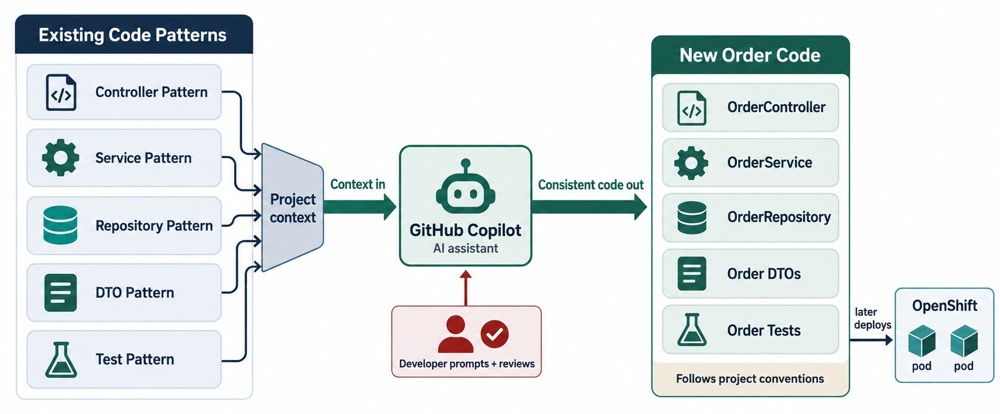 Existing Code Patterns
Controller Pattern
Service Pattern
Repository Pattern
DTO Pattern
Test Pattern
Project
context
Context in
GitHub Copilot
AI assistant
Developer prompts + reviews
Consistent code out
New Order Code
OrderController
OrderService
OrderRepository
Order DTOs
Order Tests
Follows project conventions
later
deploys
OpenShift
pod
pod